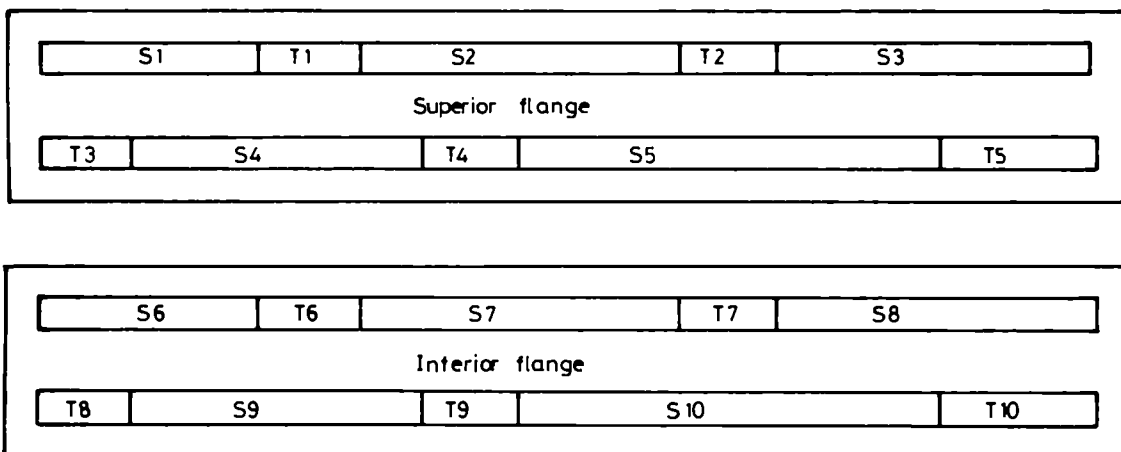 S1 T1 S2 T2 S3
Superior flange
T3 S4 T4 S5 T5
S6 T6 S7 T7 S8
Interior flange
T8 S9 T9 S10 T10